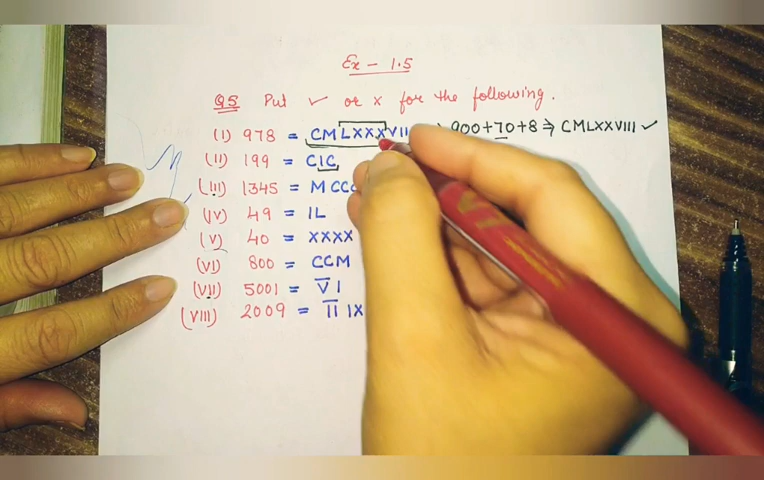 Ex - 1.5
Q5 Put ✓ or x for the following.
(I) 978 = CMLXXXVII 900+70+8 ⇒ CMLXXVIII ✓
(II) 199 = CIC
(III) 1345 = MCCC
(IV) 49 = IL
(V) 40 = XXXX
(VI) 800 = CCM
(VII) 5001 = V̅I
(VIII) 2009 = I̅I̅ IX